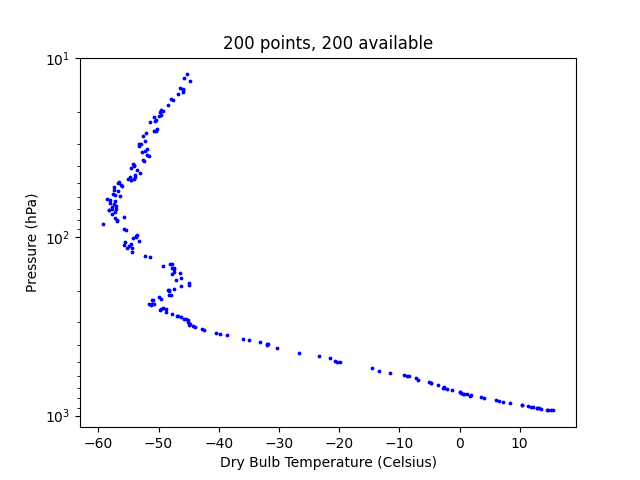 200 points, 200 available
10¹
10²
10³
Pressure (hPa)
−60 −50 −40 −30 −20 −10 0 10
Dry Bulb Temperature (Celsius)